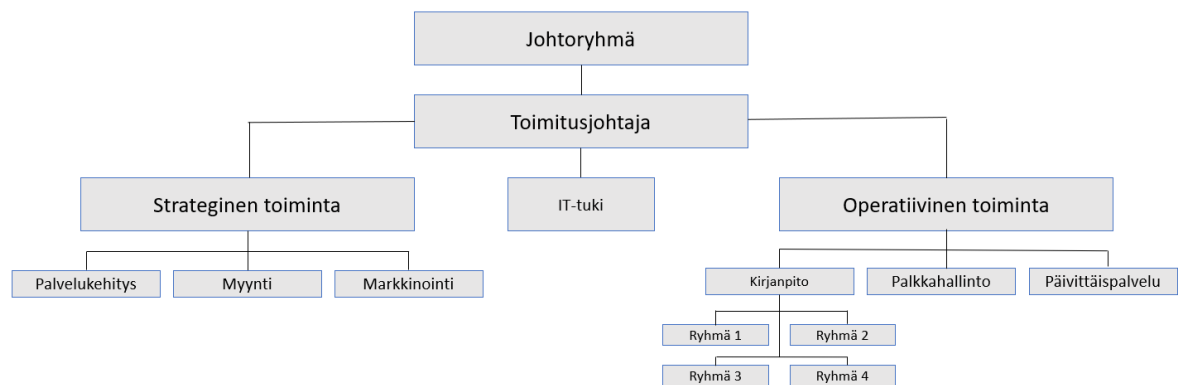 Johtoryhmä
Toimitusjohtaja
Strateginen toiminta
IT-tuki
Operatiivinen toiminta
Palvelukehitys
Myynti
Markkinointi
Kirjanpito
Palkkahallinto
Päivittäispalvelu
Ryhmä 1
Ryhmä 2
Ryhmä 3
Ryhmä 4